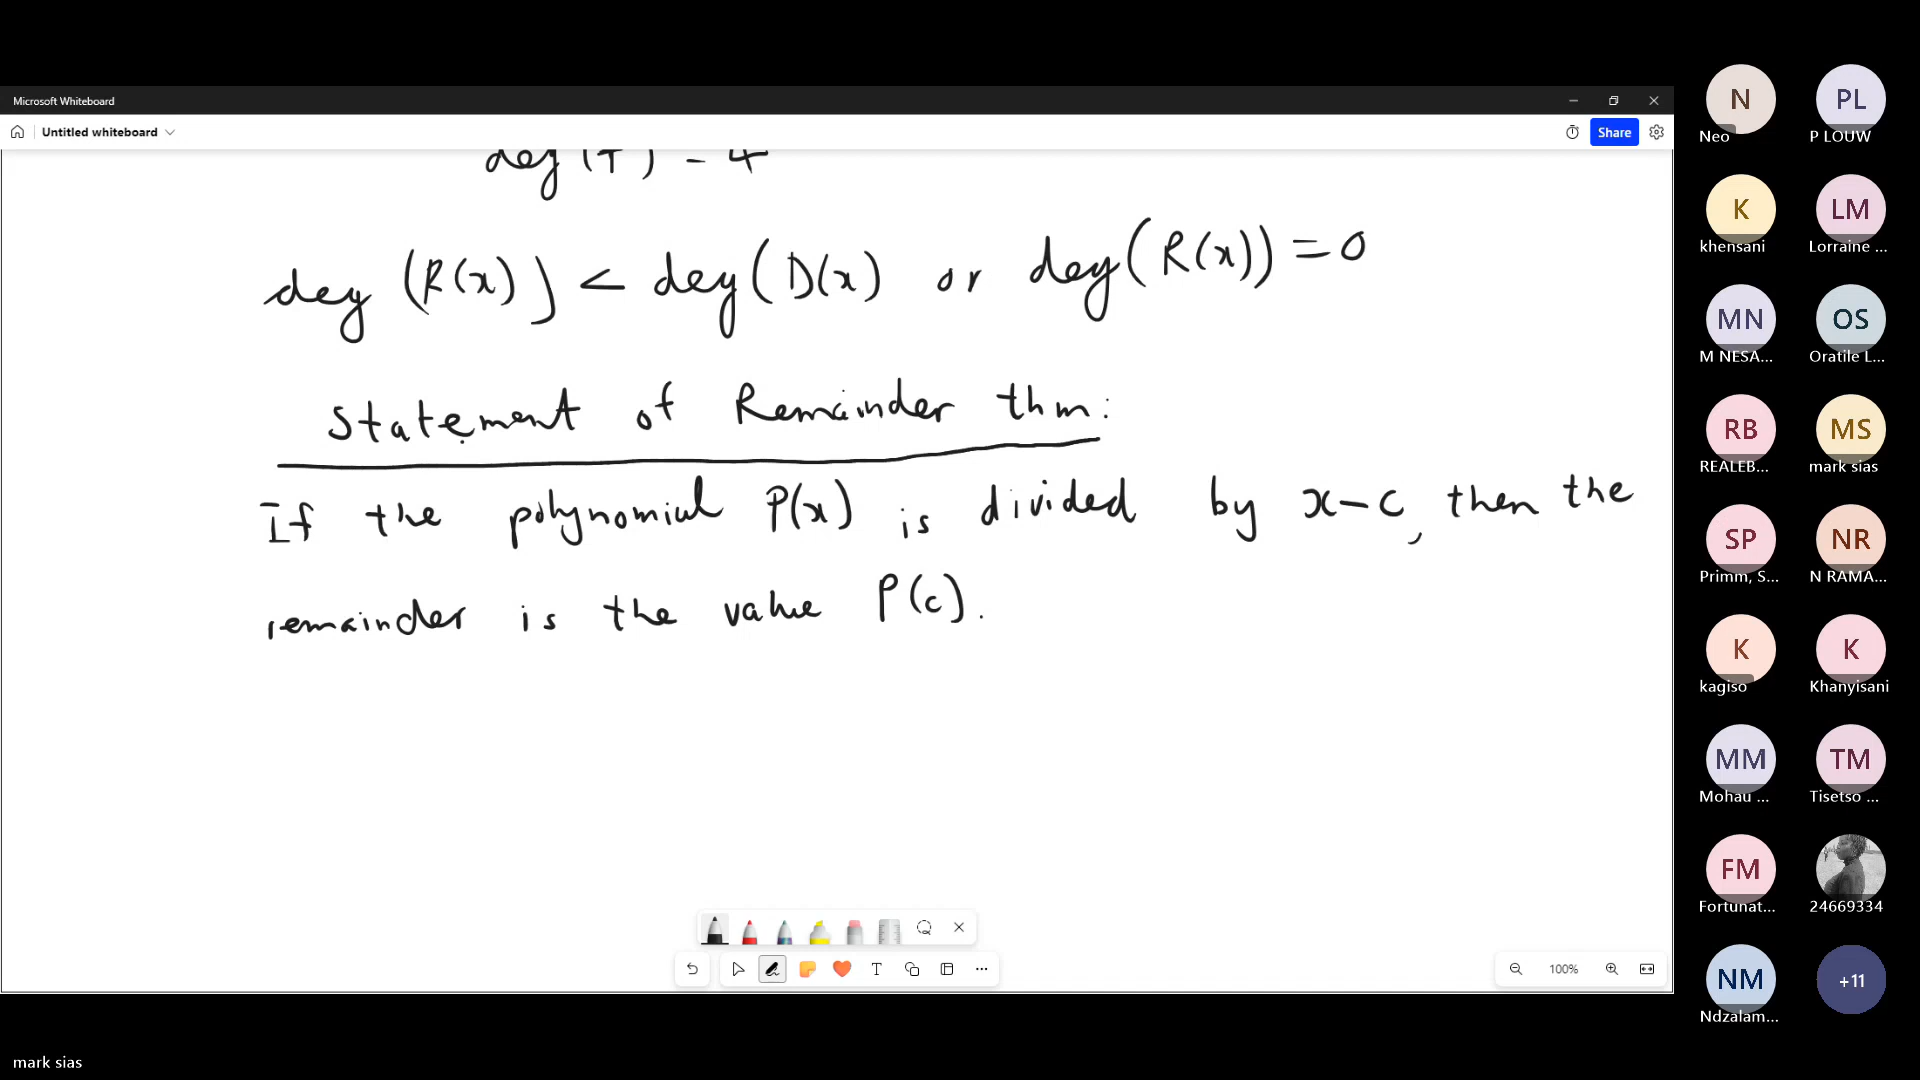 Microsoft Whiteboard
Untitled whiteboard
Share
deg (f) = 4
deg (R(x)) < deg (D(x) or deg (R(x)) = 0
Statement of Remainder thm:
If the polynomial P(x) is divided by x-c, then the
remainder is the value P(c).
T
100%
N
Neo
PL
P LOUW
K
khensani
LM
Lorraine ...
MN
M NESA...
OS
Oratile L...
RB
REALEB...
MS
mark sias
SP
Primm, S...
NR
N RAMA...
K
kagiso
K
Khanyisani
MM
Mohau ...
TM
Tisetso ...
FM
Fortunat...
24669334
NM
Ndzalam...
+11
mark sias